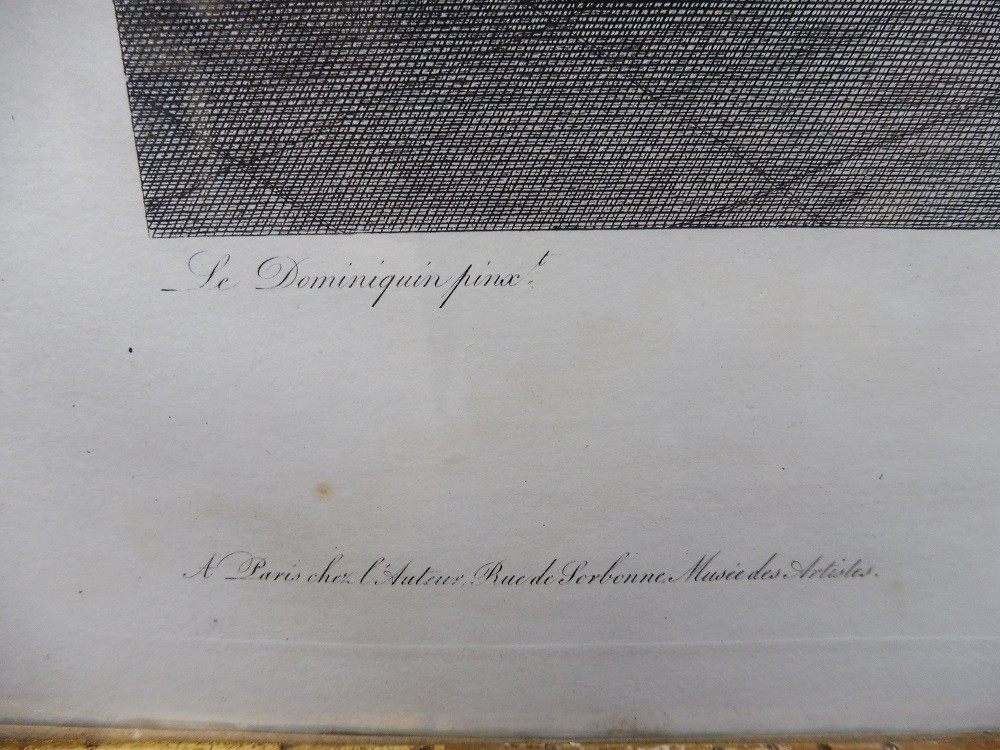 Le Dominiquin pinx.t
A Paris chez l'Auteur, Rue de Sorbonne, Musée des Artistes.